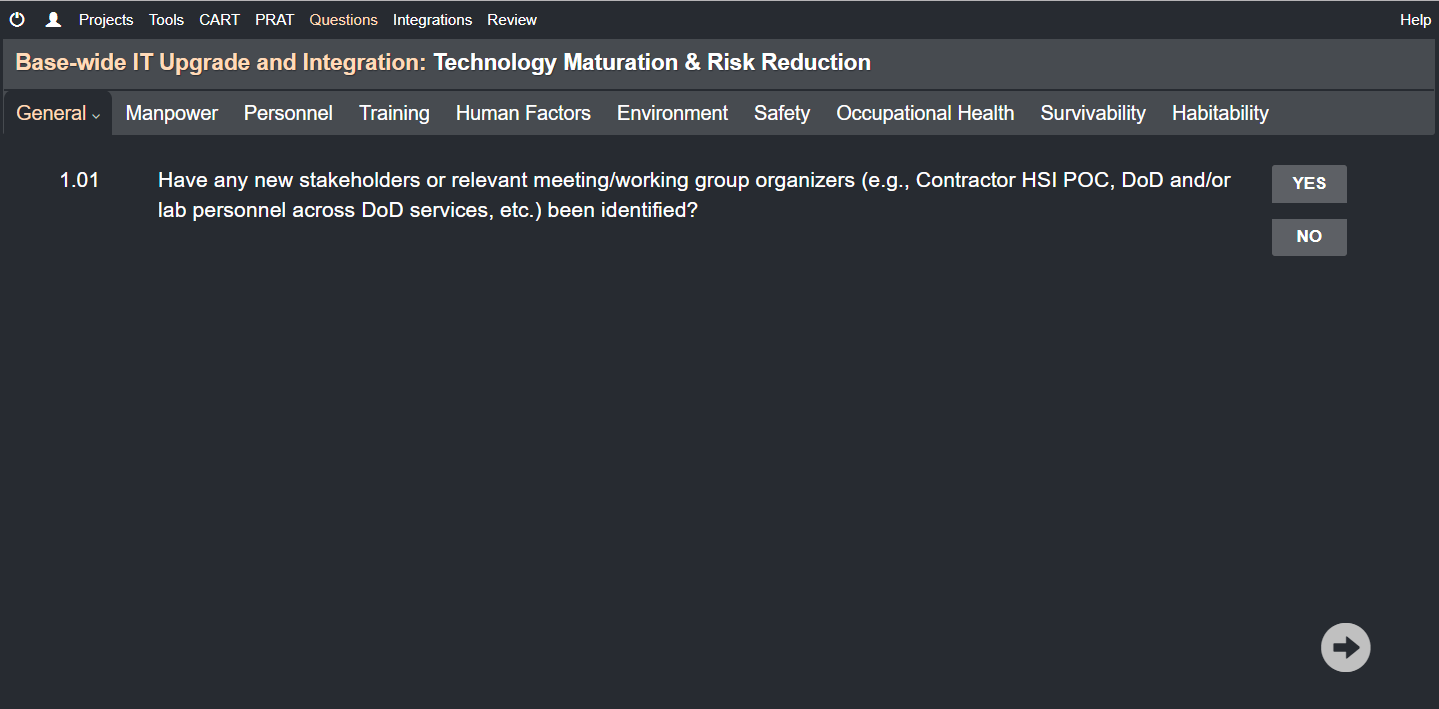 Projects Tools CART PRAT Questions Integrations Review Help
Base-wide IT Upgrade and Integration: Technology Maturation & Risk Reduction
General Manpower Personnel Training Human Factors Environment Safety Occupational Health Survivability Habitability
1.01 Have any new stakeholders or relevant meeting/working group organizers (e.g., Contractor HSI POC, DoD and/or
lab personnel across DoD services, etc.) been identified?
YES
NO